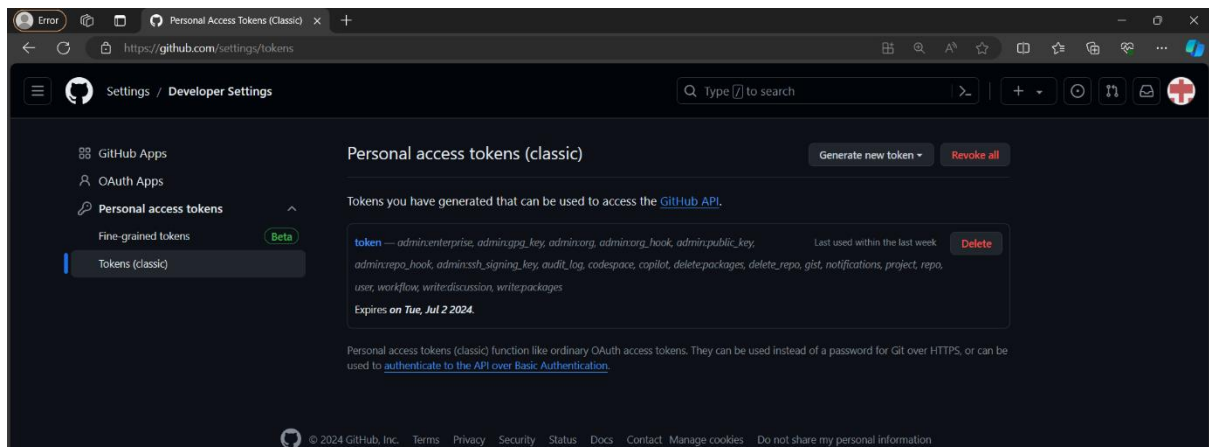 Error
Personal Access Tokens (Classic)
https://github.com/settings/tokens
Settings / Developer Settings
Type / to search
GitHub Apps
OAuth Apps
Personal access tokens
Fine-grained tokens Beta
Tokens (classic)
Personal access tokens (classic)
Generate new token
Revoke all
Tokens you have generated that can be used to access the GitHub API.
token — admin:enterprise, admin:gpg_key, admin:org, admin:org_hook, admin:public_key,
Last used within the last week
Delete
admin:repo_hook, admin:ssh_signing_key, audit_log, codespace, copilot, delete:packages, delete_repo, gist, notifications, project, repo,
user, workflow, write:discussion, write:packages
Expires on Tue, Jul 2 2024.
Personal access tokens (classic) function like ordinary OAuth access tokens. They can be used instead of a password for Git over HTTPS, or can be
used to authenticate to the API over Basic Authentication.
© 2024 GitHub, Inc. Terms Privacy Security Status Docs Contact Manage cookies Do not share my personal information